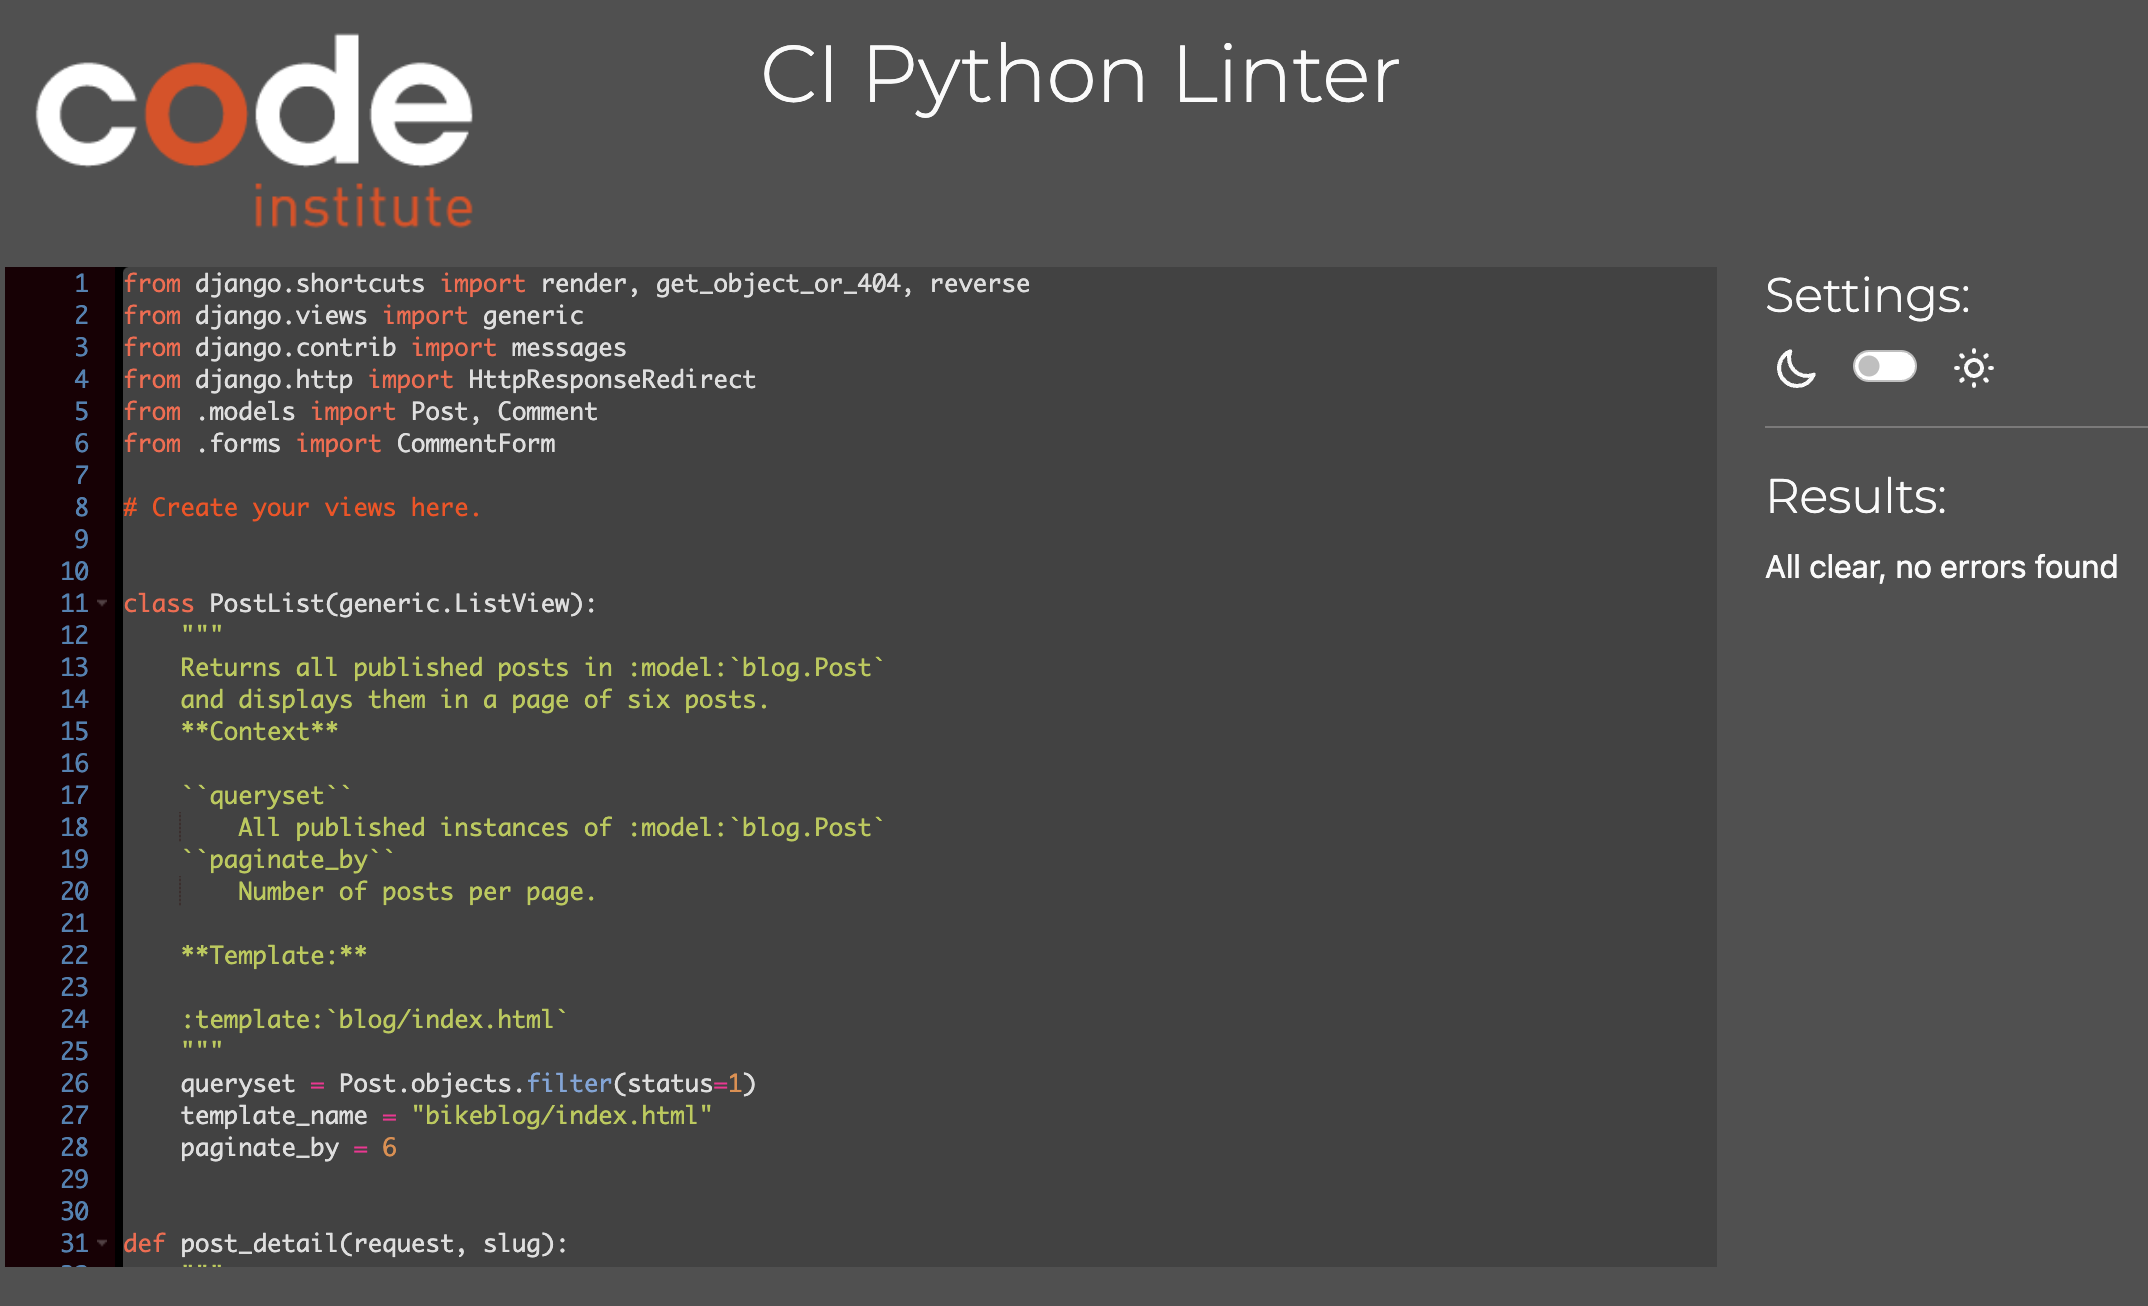 code
institute
CI Python Linter
1 from django.shortcuts import render, get_object_or_404, reverse
2 from django.views import generic
3 from django.contrib import messages
4 from django.http import HttpResponseRedirect
5 from .models import Post, Comment
6 from .forms import CommentForm
7
8 # Create your views here.
9
10
11 class PostList(generic.ListView):
12     """
13     Returns all published posts in :model:`blog.Post`
14     and displays them in a page of six posts.
15     **Context**
16
17     ``queryset``
18         All published instances of :model:`blog.Post`
19     ``paginate_by``
20         Number of posts per page.
21
22     **Template:**
23
24     :template:`blog/index.html`
25     """
26     queryset = Post.objects.filter(status=1)
27     template_name = "bikeblog/index.html"
28     paginate_by = 6
29
30
31 def post_detail(request, slug):
Settings:
Results:
All clear, no errors found